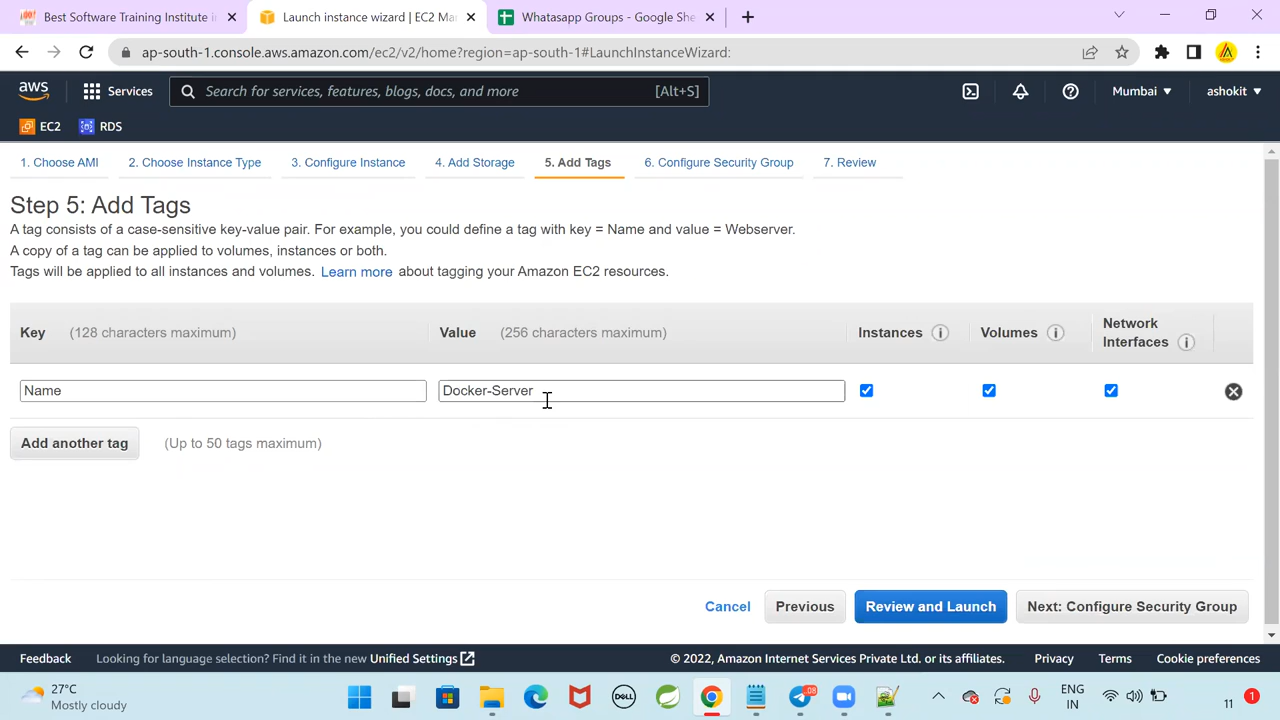 Best Software Training Institute i
Launch instance wizard | EC2 Mar
Whatasapp Groups - Google She
ap-south-1.console.aws.amazon.com/ec2/v2/home?region=ap-south-1#LaunchInstanceWizard:
aws
Services
Search for services, features, blogs, docs, and more
[Alt+S]
Mumbai
ashokit
EC2
RDS
1. Choose AMI
2. Choose Instance Type
3. Configure Instance
4. Add Storage
5. Add Tags
6. Configure Security Group
7. Review
Step 5: Add Tags
A tag consists of a case-sensitive key-value pair. For example, you could define a tag with key = Name and value = Webserver.
A copy of a tag can be applied to volumes, instances or both.
Tags will be applied to all instances and volumes. Learn more about tagging your Amazon EC2 resources.
Key (128 characters maximum)
Value (256 characters maximum)
Instances
Volumes
Network
Interfaces
Name
Docker-Server
Add another tag
(Up to 50 tags maximum)
Cancel
Previous
Review and Launch
Next: Configure Security Group
Feedback
Looking for language selection? Find it in the new Unified Settings
© 2022, Amazon Internet Services Private Ltd. or its affiliates.
Privacy
Terms
Cookie preferences
27°C
Mostly cloudy
DELL
08
ENG
IN
11
1